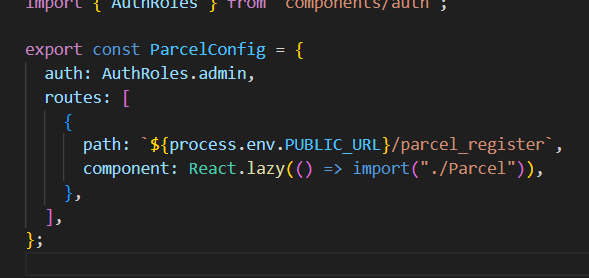 import { AuthRoles } from "components/auth";
export const ParcelConfig = {
auth: AuthRoles.admin,
routes: [
{
path: `${process.env.PUBLIC_URL}/parcel_register`,
component: React.lazy(() => import("./Parcel")),
},
],
};